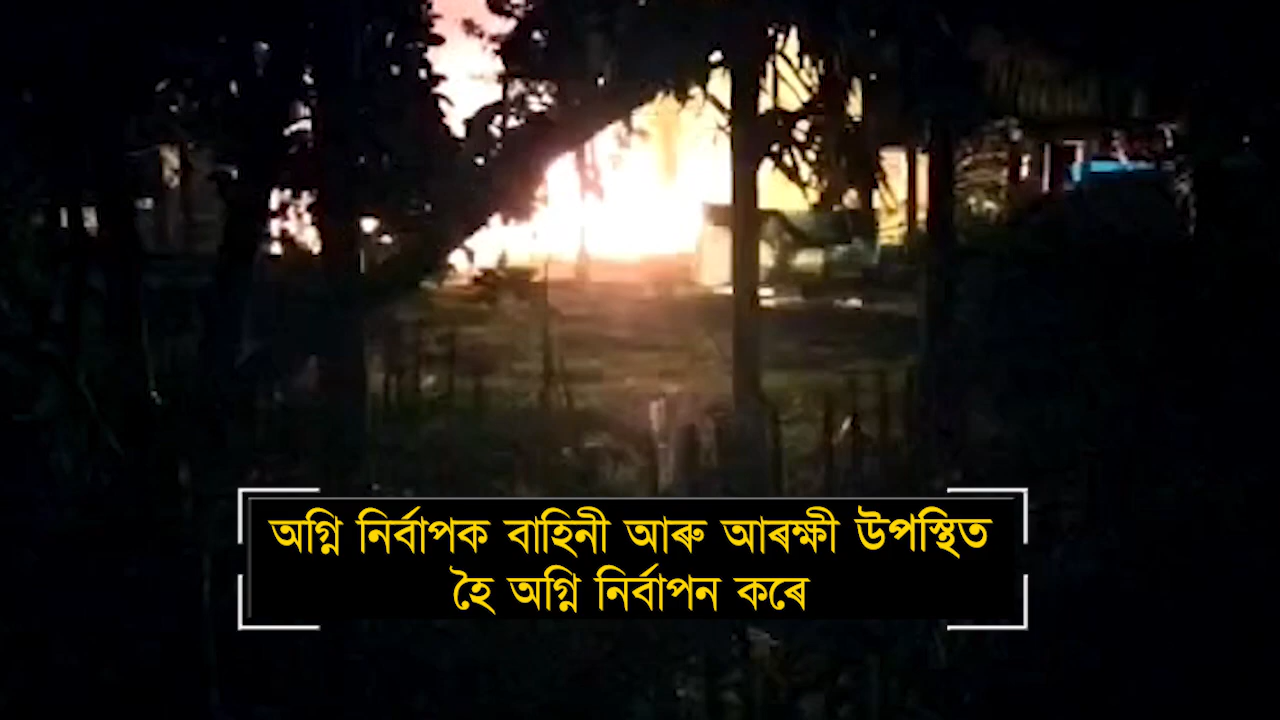 অগ্নি নিৰ্বাপক বাহিনী আৰু আৰক্ষী উপস্থিত
হৈ অগ্নি নিৰ্বাপন কৰে